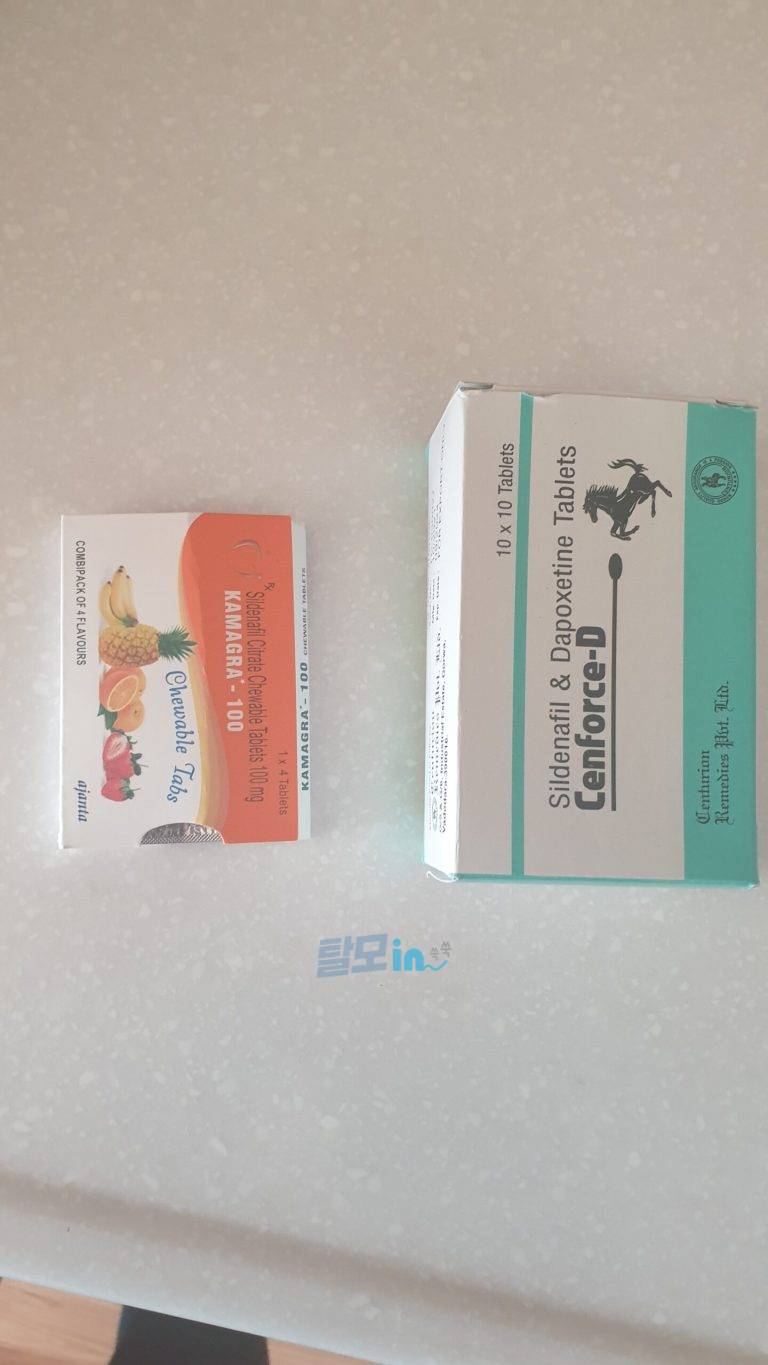 COMBIPACK OF 4 FLAVOURS
Chewable Tabs
ajanta
Rx
Sildenafil Citrate Chewable Tablets 100 mg
KAMAGRA - 100
1 x 4 Tablets
KAMAGRA - 100 CHEWABLE TABLETS
10 x 10 Tablets
Sildenafil & Dapoxetine Tablets
Cenforce-D
Centurion
Remedies Pvt. Ltd.
탈모in